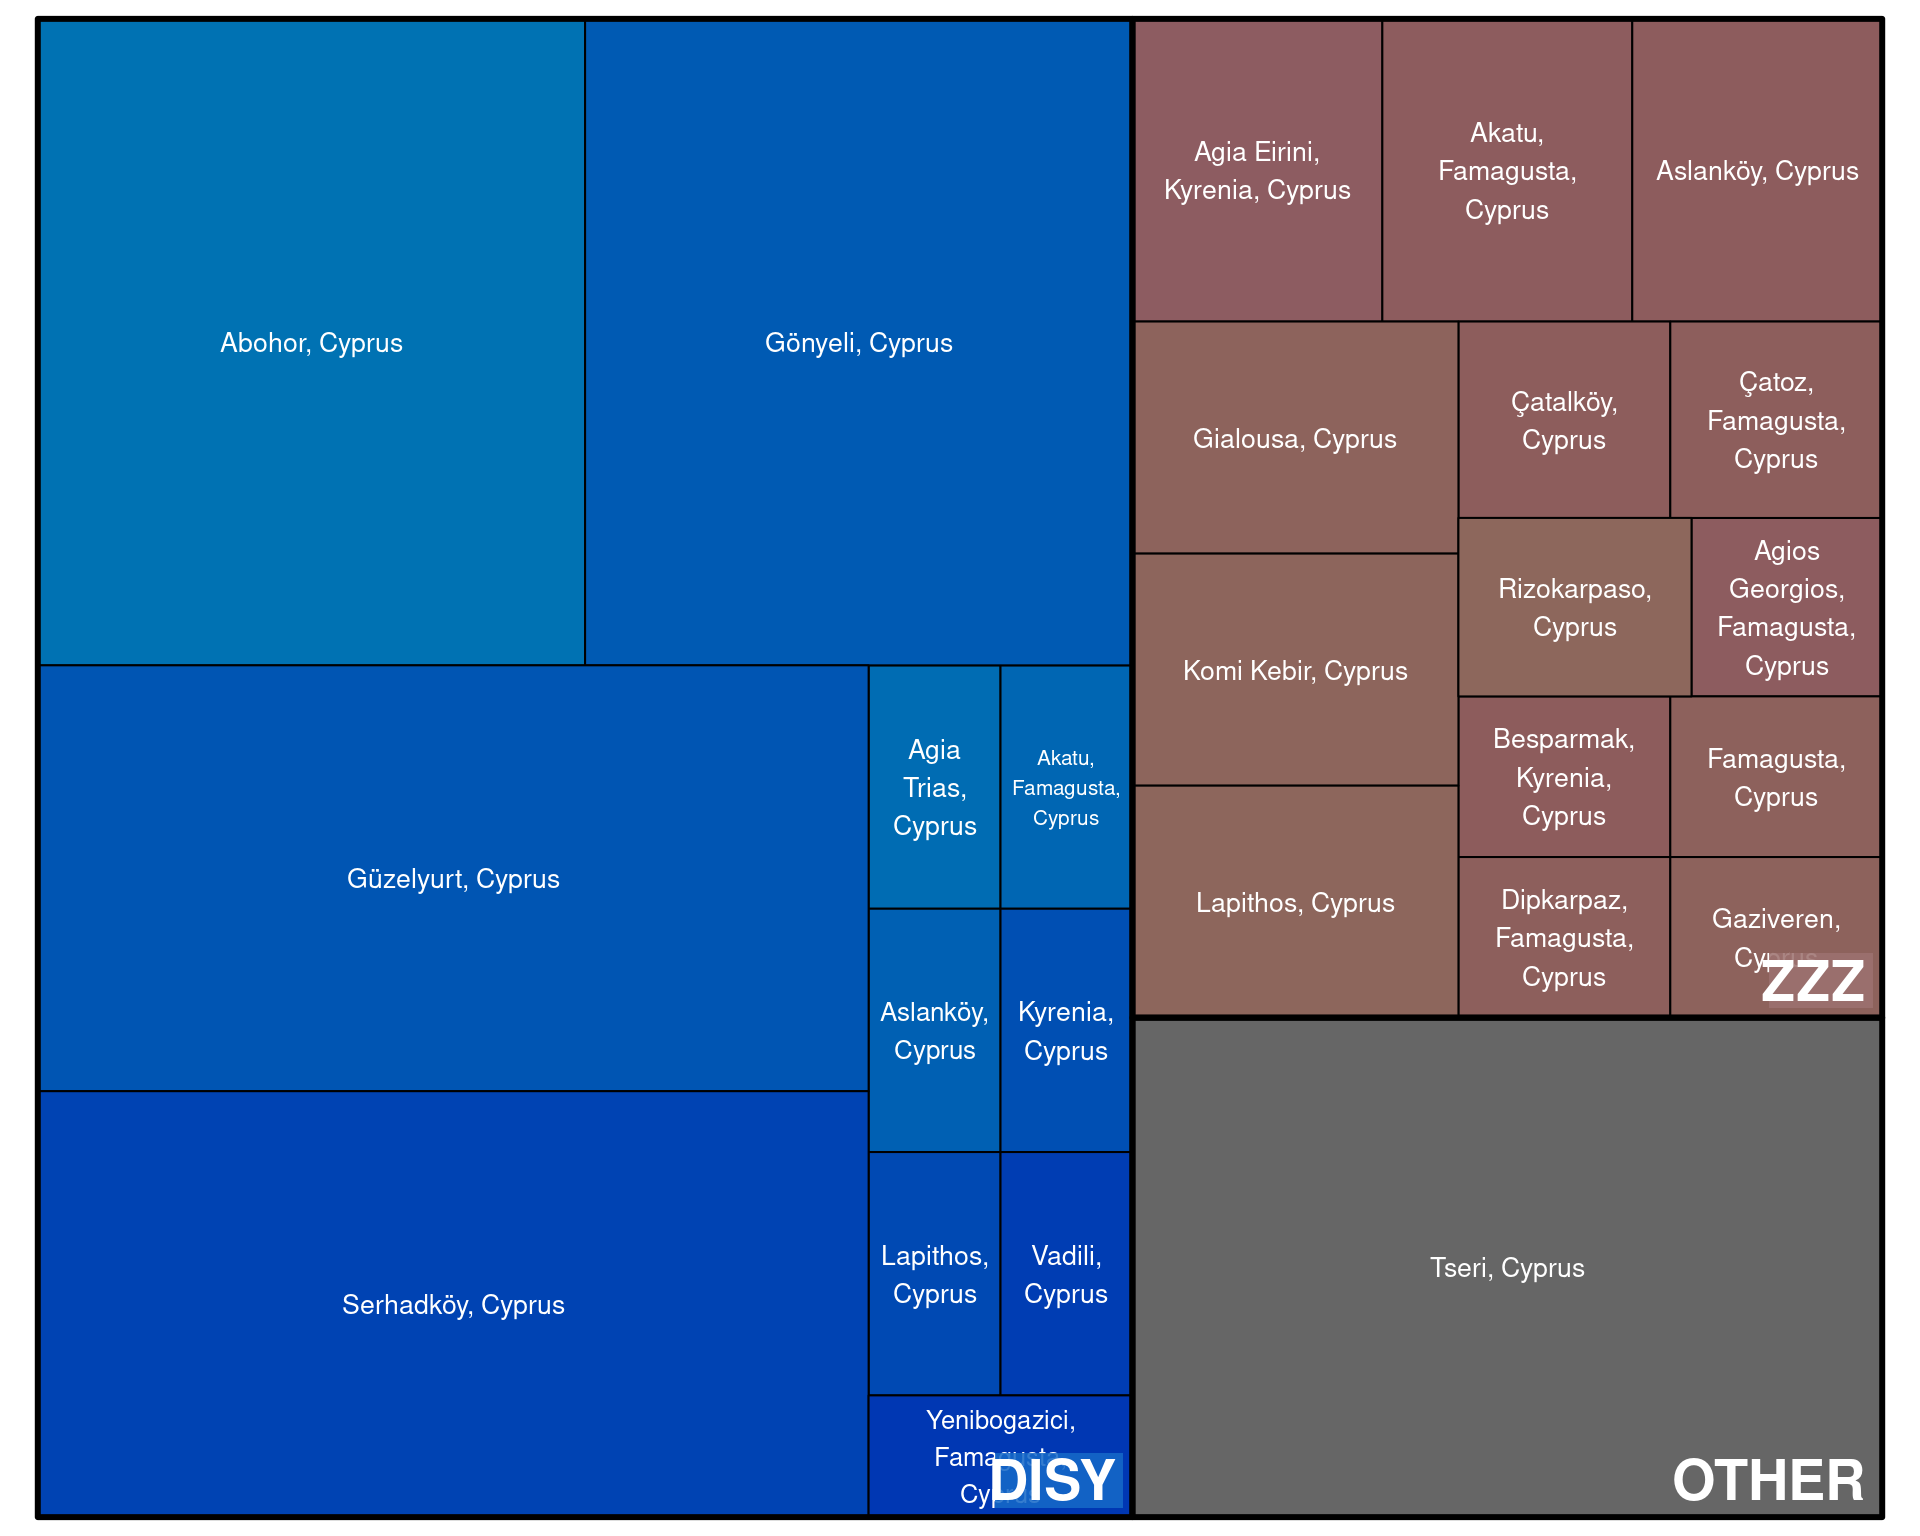 Abohor, Cyprus
Gönyeli, Cyprus
Güzelyurt, Cyprus
Serhadköy, Cyprus
Agia
Trias,
Cyprus
Akatu,
Famagusta,
Cyprus
Aslanköy,
Cyprus
Kyrenia,
Cyprus
Lapithos,
Cyprus
Vadili,
Cyprus
Yenibogazici,
Famagusta,
Cyprus
DISY
Agia Eirini,
Kyrenia, Cyprus
Akatu,
Famagusta,
Cyprus
Aslanköy, Cyprus
Gialousa, Cyprus
Komi Kebir, Cyprus
Lapithos, Cyprus
Çatalköy,
Cyprus
Çatoz,
Famagusta,
Cyprus
Rizokarpaso,
Cyprus
Agios
Georgios,
Famagusta,
Cyprus
Besparmak,
Kyrenia,
Cyprus
Famagusta,
Cyprus
Dipkarpaz,
Famagusta,
Cyprus
Gaziveren,
Cyprus
ZZZ
Tseri, Cyprus
OTHER